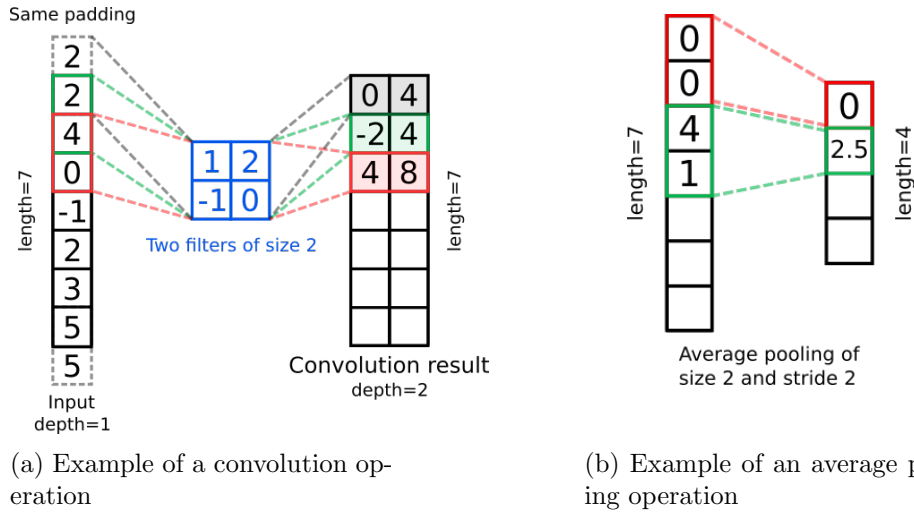 Same padding
2
2
4
0
-1
2
3
5
5
length=7
Input
depth=1
1 2
-1 0
Two filters of size 2
0 4
-2 4
4 8
length=7
Convolution result
depth=2
(a) Example of a convolution op-
eration
0
0
4
1
length=7
0
2.5
length=4
Average pooling of
size 2 and stride 2
(b) Example of an average p
ing operation